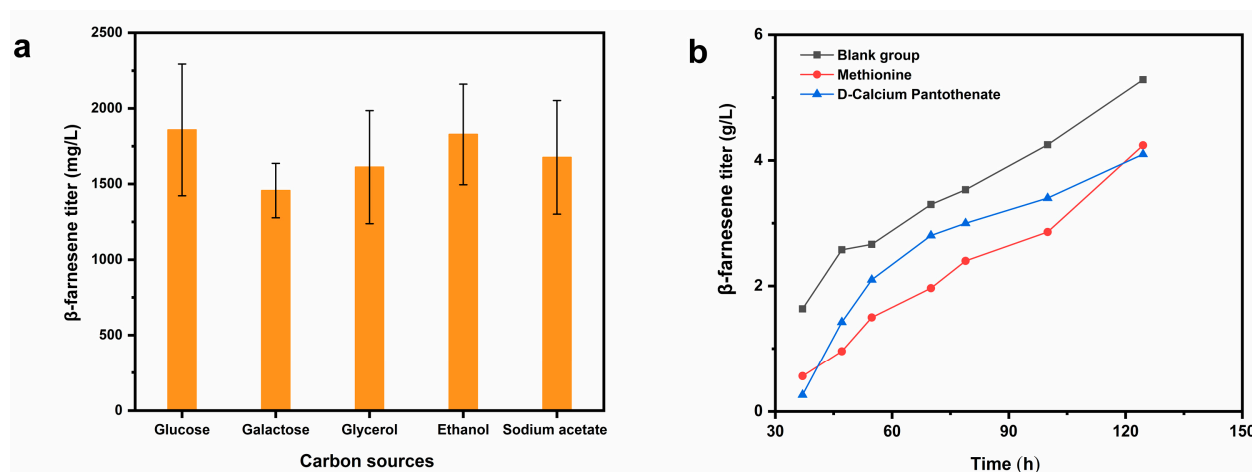 a
2500
2000
1500
1000
500
0
β-farnesene titer (mg/L)
Glucose Galactose Glycerol Ethanol Sodium acetate
Carbon sources
b
Blank group
Methionine
D-Calcium Pantothenate
6
4
2
0
β-farnesene titer (g/L)
30 60 90 120 150
Time (h)